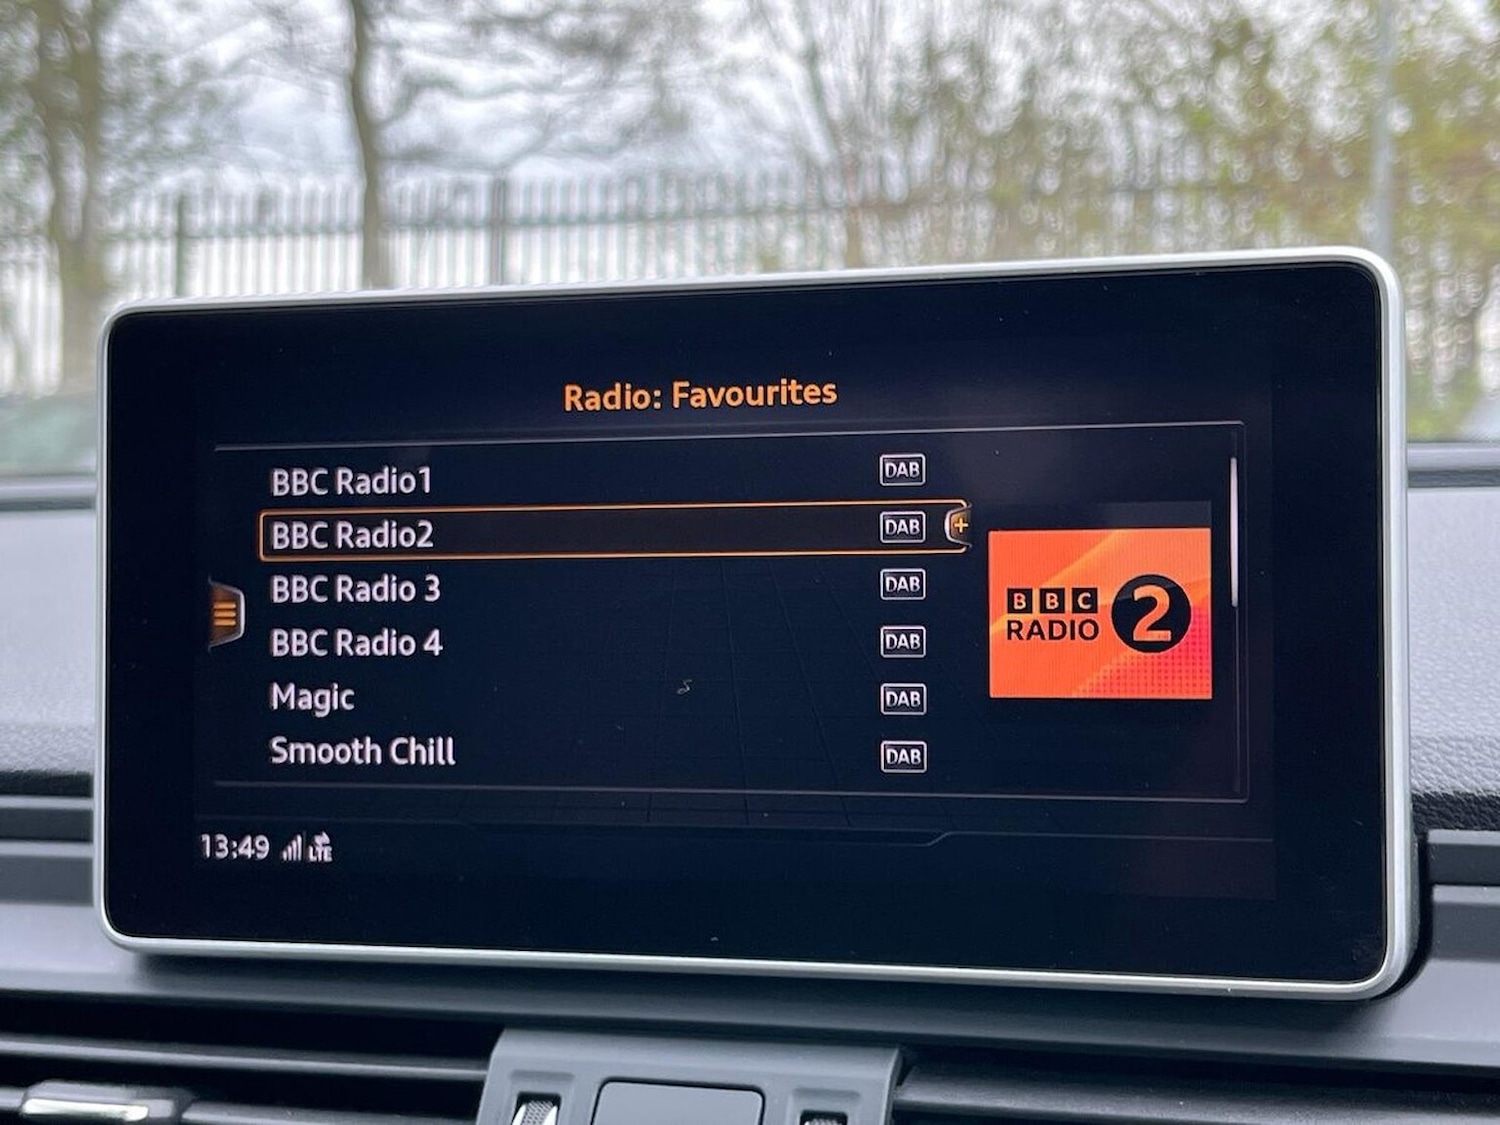 Radio: Favourites
BBC Radio1 DAB
BBC Radio2 DAB +
BBC Radio 3 DAB
BBC Radio 4 DAB
Magic DAB
Smooth Chill DAB
BBC
RADIO 2
13:49 LTE